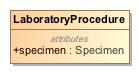 LaboratoryProcedure
attributes
+specimen : Specimen